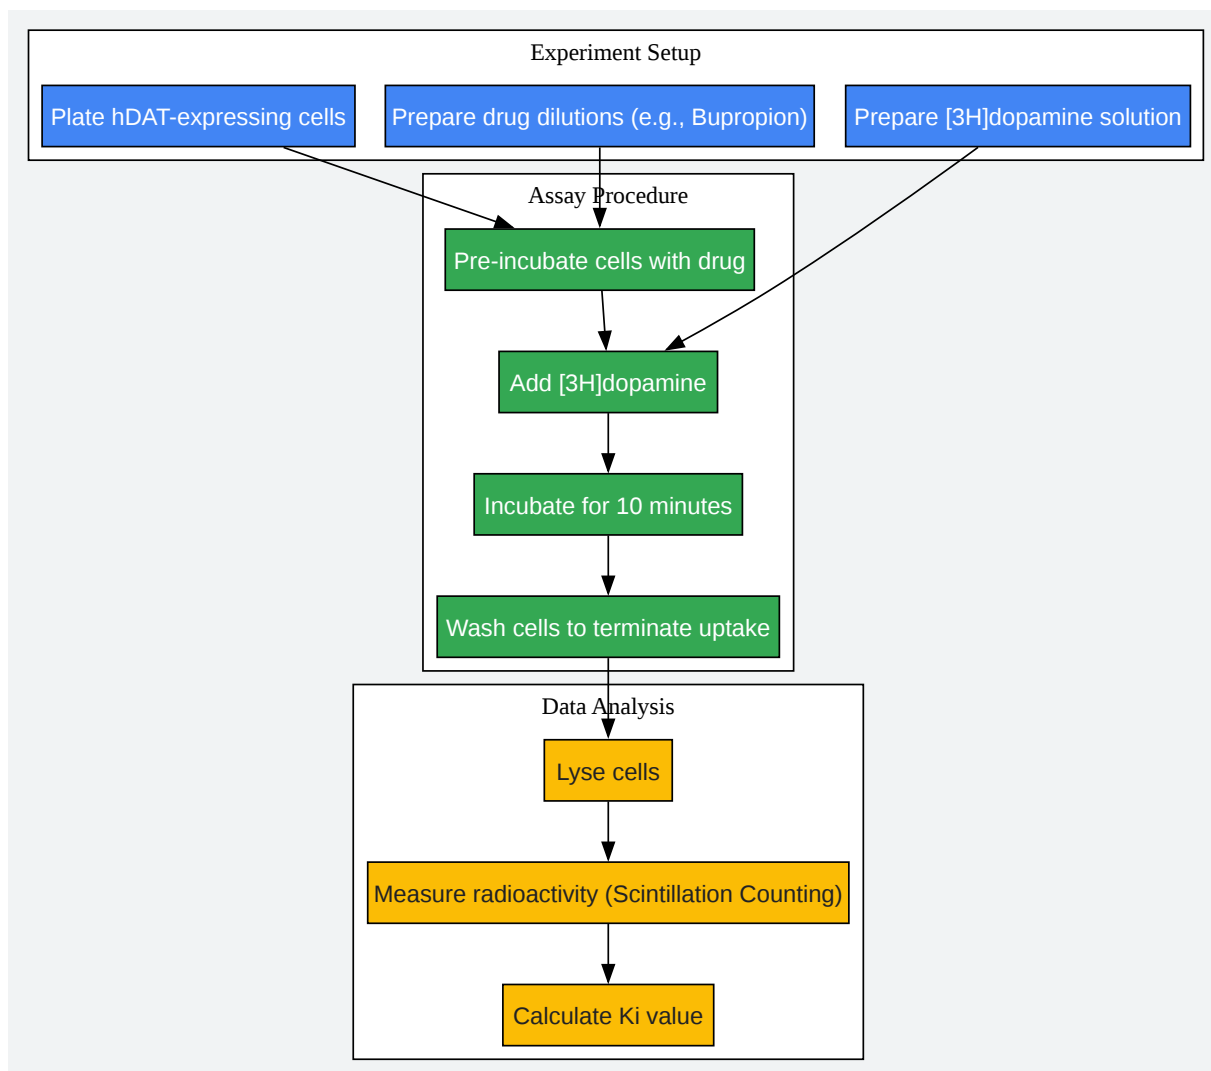 Experiment Setup
Plate hDAT-expressing cells
Prepare drug dilutions (e.g., Bupropion)
Prepare [3H]dopamine solution
Assay Procedure
Pre-incubate cells with drug
Add [3H]dopamine
Incubate for 10 minutes
Wash cells to terminate uptake
Data Analysis
Lyse cells
Measure radioactivity (Scintillation Counting)
Calculate Ki value